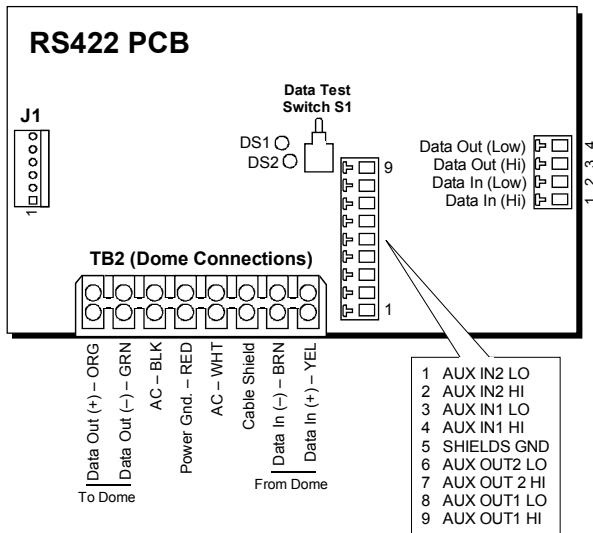 RS422 PCB
Data Test
Switch S1
J1
1
DS1
DS2
9
1
Data Out (Low) 4
Data Out (Hi) 3
Data In (Low) 2
Data In (Hi) 1
TB2 (Dome Connections)
Data Out (+) – ORG
Data Out (–) – GRN
AC – BLK
Power Gnd. – RED
AC – WHT
Cable Shield
Data In (–) – BRN
Data In (+) – YEL
To Dome
From Dome
1 AUX IN2 LO
2 AUX IN2 HI
3 AUX IN1 LO
4 AUX IN1 HI
5 SHIELDS GND
6 AUX OUT2 LO
7 AUX OUT 2 HI
8 AUX OUT1 LO
9 AUX OUT1 HI